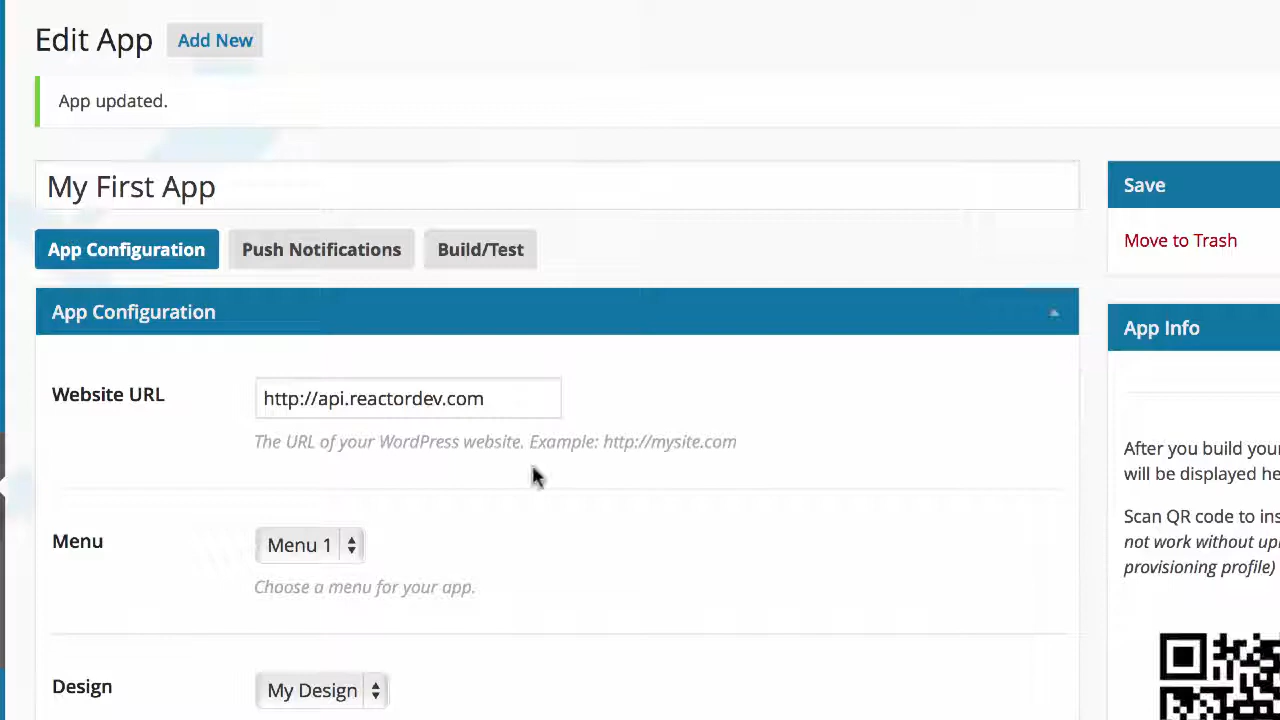 Edit App Add New
App updated.
My First App
App Configuration Push Notifications Build/Test
App Configuration
Website URL http://api.reactordev.com
The URL of your WordPress website. Example: http://mysite.com
Menu Menu 1
Choose a menu for your app.
Design My Design
Save
Move to Trash
App Info
After you build your
will be displayed he
Scan QR code to ins
not work without upl
provisioning profile)